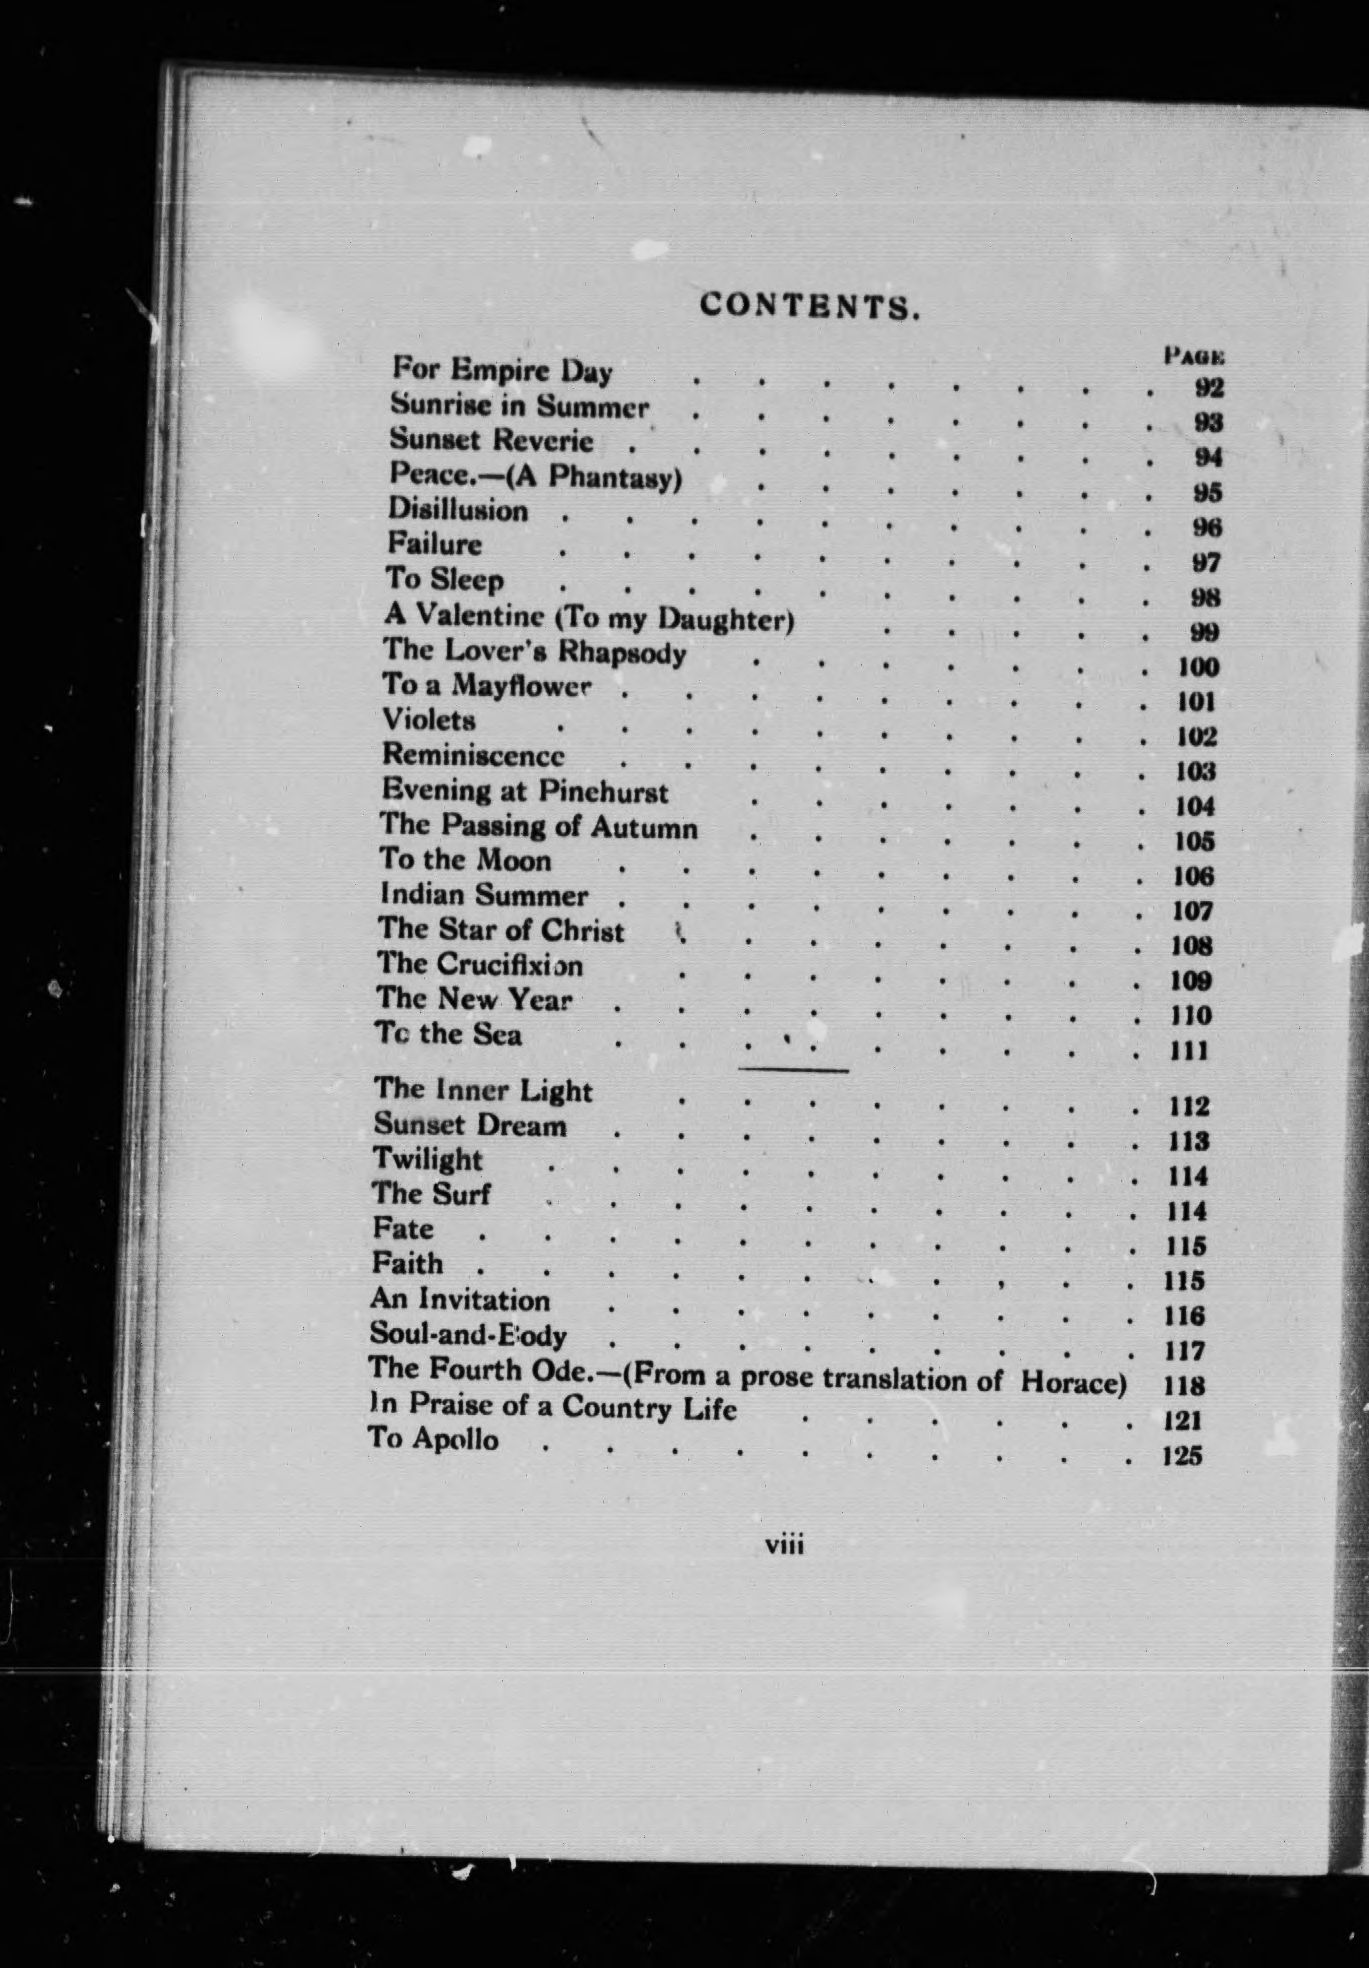 CONTENTS.
PAGE
For Empire Day . . . . . . . . 92
Sunrise in Summer . . . . . . . . 93
Sunset Reverie . . . . . . . . . 94
Peace.—(A Phantasy) . . . . . . . 95
Disillusion . . . . . . . . . . 96
Failure . . . . . . . . . . 97
To Sleep . . . . . . . . . . 98
A Valentine (To my Daughter) . . . . . 99
The Lover's Rhapsody . . . . . . . 100
To a Mayflower . . . . . . . . . 101
Violets . . . . . . . . . . 102
Reminiscence . . . . . . . . . 103
Evening at Pinehurst . . . . . . . 104
The Passing of Autumn . . . . . . . 105
To the Moon . . . . . . . . . 106
Indian Summer . . . . . . . . . 107
The Star of Christ . . . . . . . . 108
The Crucifixion . . . . . . . . 109
The New Year . . . . . . . . . 110
To the Sea . . . . . . . . . 111
The Inner Light . . . . . . . . 112
Sunset Dream . . . . . . . . . 113
Twilight . . . . . . . . . . 114
The Surf . . . . . . . . . . 114
Fate . . . . . . . . . . . 115
Faith . . . . . . . . . . . 115
An Invitation . . . . . . . . . 116
Soul-and-Body . . . . . . . . . 117
The Fourth Ode.—(From a prose translation of Horace) 118
In Praise of a Country Life . . . . . . 121
To Apollo . . . . . . . . . . 125
viii